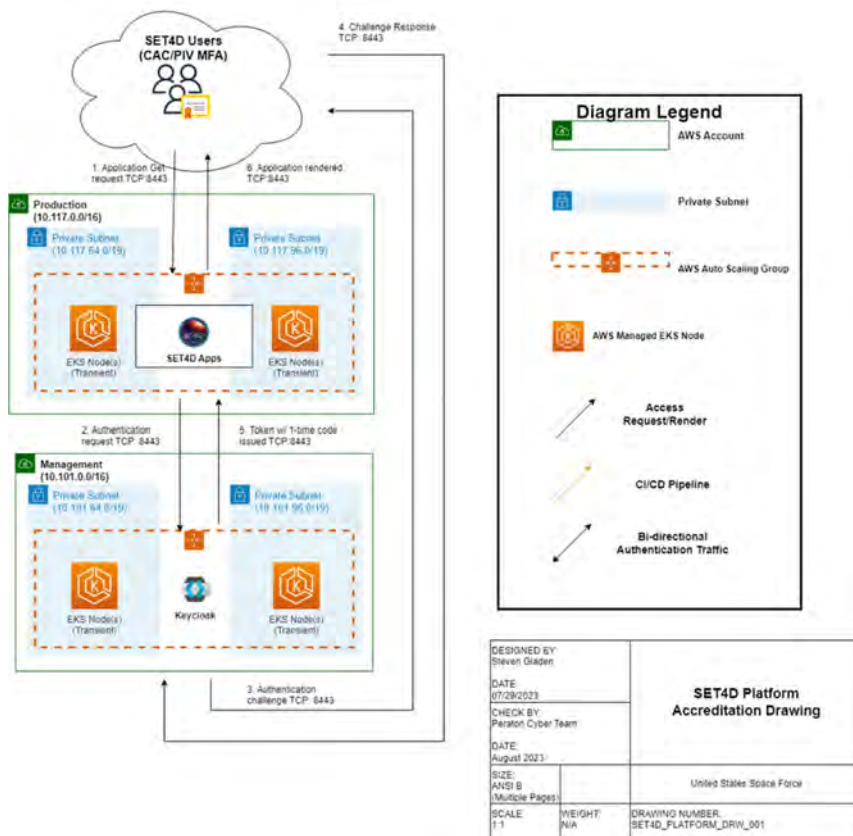 SET4D Users
(CAC/PIV MFA)
4. Challenge Response
TCP: 8443
1. Application Get
request TCP:8443
6. Application rendered.
TCP:8443
Production
(10.117.0.0/16)
Private Subnet
(10.117.64.0/19)
Private Subnet
(10.117.96.0/19)
EKS Node(s)
(Transient)
SET4D Apps
EKS Node(s)
(Transient)
2. Authentication
request TCP: 8443
5. Token w/ 1-time code
issued TCP:8443
Management
(10.101.0.0/16)
Private Subnet
(10.101.64.0/19)
Private Subnet
(10.101.96.0/19)
EKS Node(s)
(Transient)
Keycloak
EKS Node(s)
(Transient)
3. Authentication
challenge TCP: 8443
Diagram Legend
AWS Account
Private Subnet
AWS Auto Scaling Group
AWS Managed EKS Node
Access
Request/Render
CI/CD Pipeline
Bi-directional
Authentication Traffic
DESIGNED BY:
Steven Gladen
DATE:
07/29/2023
CHECK BY:
Peraton Cyber Team
DATE:
August 2023
SET4D Platform
Accreditation Drawing
SIZE:
ANSI B
(Multiple Pages)
United States Space Force
SCALE
1:1
WEIGHT:
N/A
DRAWING NUMBER:
SET4D_PLATFORM_DRW_001